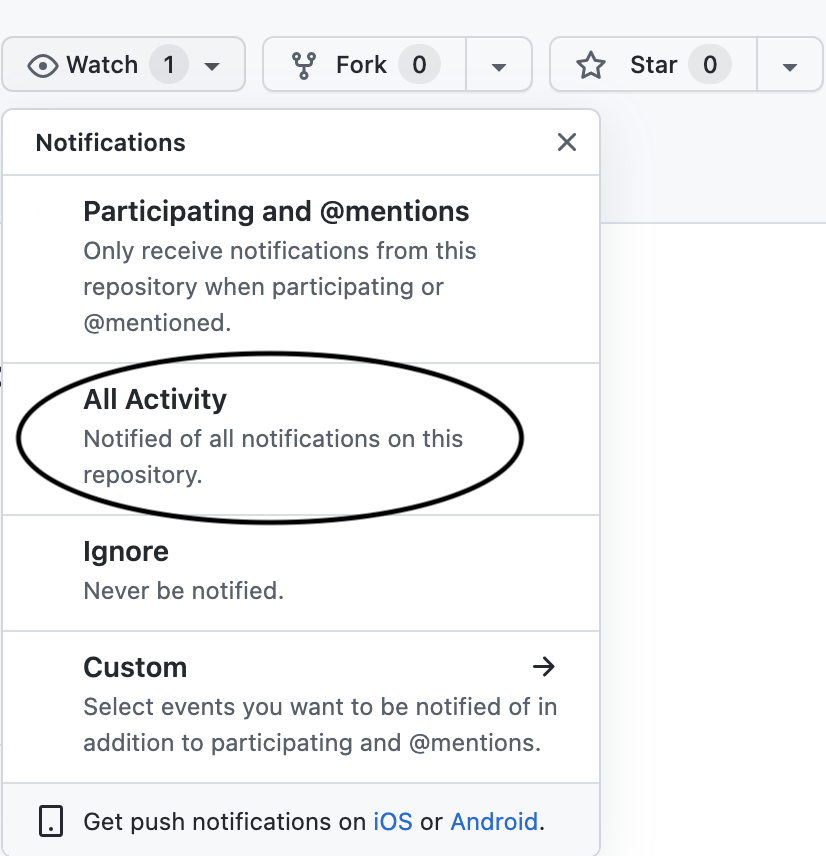 Watch 1 Fork 0 Star 0
Notifications
Participating and @mentions
Only receive notifications from this
repository when participating or
@mentioned.
All Activity
Notified of all notifications on this
repository.
Ignore
Never be notified.
Custom
Select events you want to be notified of in
addition to participating and @mentions.
Get push notifications on iOS or Android.